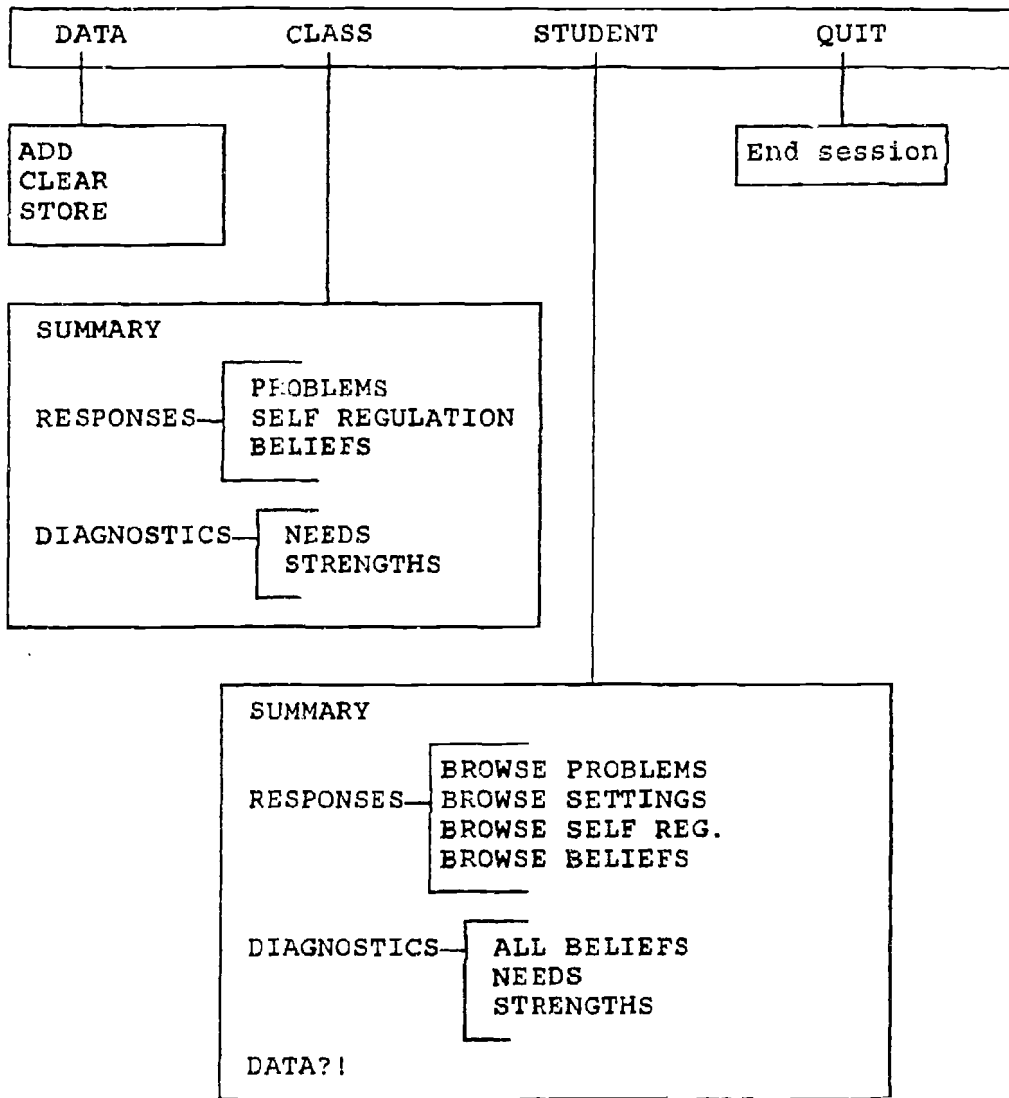 DATA CLASS STUDENT QUIT
ADD
CLEAR
STORE
End session
SUMMARY
RESPONSES
PROBLEMS
SELF REGULATION
BELIEFS
DIAGNOSTICS
NEEDS
STRENGTHS
SUMMARY
RESPONSES
BROWSE PROBLEMS
BROWSE SETTINGS
BROWSE SELF REG.
BROWSE BELIEFS
DIAGNOSTICS
ALL BELIEFS
NEEDS
STRENGTHS
DATA?!